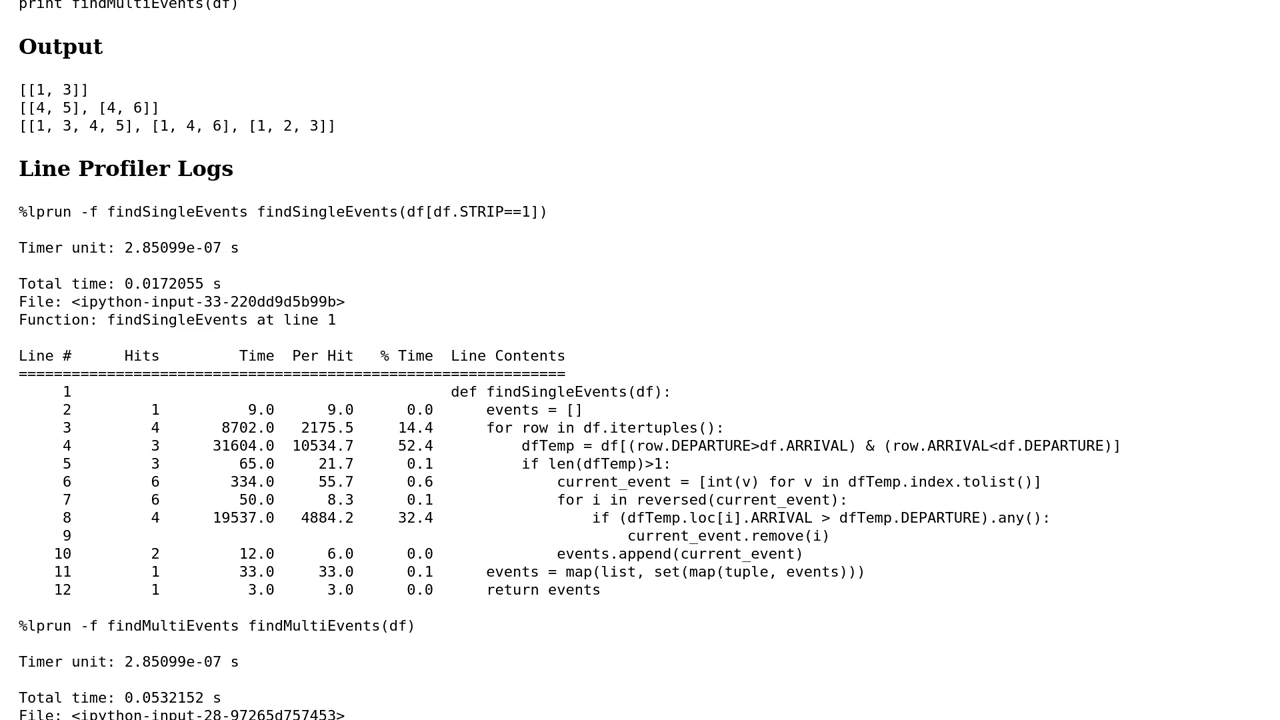 print findMultiEvents(df)
Output
[[1, 3]]
[[4, 5], [4, 6]]
[[1, 3, 4, 5], [1, 4, 6], [1, 2, 3]]
Line Profiler Logs
%lprun -f findSingleEvents findSingleEvents(df[df.STRIP==1])
Timer unit: 2.85099e-07 s
Total time: 0.0172055 s
File: <ipython-input-33-220dd9d5b99b>
Function: findSingleEvents at line 1
Line #      Hits         Time  Per Hit   % Time  Line Contents
==============================================================
     1                                           def findSingleEvents(df):
     2         1          9.0      9.0      0.0      events = []
     3         4       8702.0   2175.5     14.4      for row in df.itertuples():
     4         3      31604.0  10534.7     52.4          dfTemp = df[(row.DEPARTURE>df.ARRIVAL) & (row.ARRIVAL<df.DEPARTURE)]
     5         3         65.0     21.7      0.1          if len(dfTemp)>1:
     6         6        334.0     55.7      0.6              current_event = [int(v) for v in dfTemp.index.tolist()]
     7         6         50.0      8.3      0.1              for i in reversed(current_event):
     8         4      19537.0   4884.2     32.4                  if (dfTemp.loc[i].ARRIVAL > dfTemp.DEPARTURE).any():
     9                                                               current_event.remove(i)
    10         2         12.0      6.0      0.0              events.append(current_event)
    11         1         33.0     33.0      0.1      events = map(list, set(map(tuple, events)))
    12         1          3.0      3.0      0.0      return events
%lprun -f findMultiEvents findMultiEvents(df)
Timer unit: 2.85099e-07 s
Total time: 0.0532152 s
File: <ipython-input-28-97265d757453>